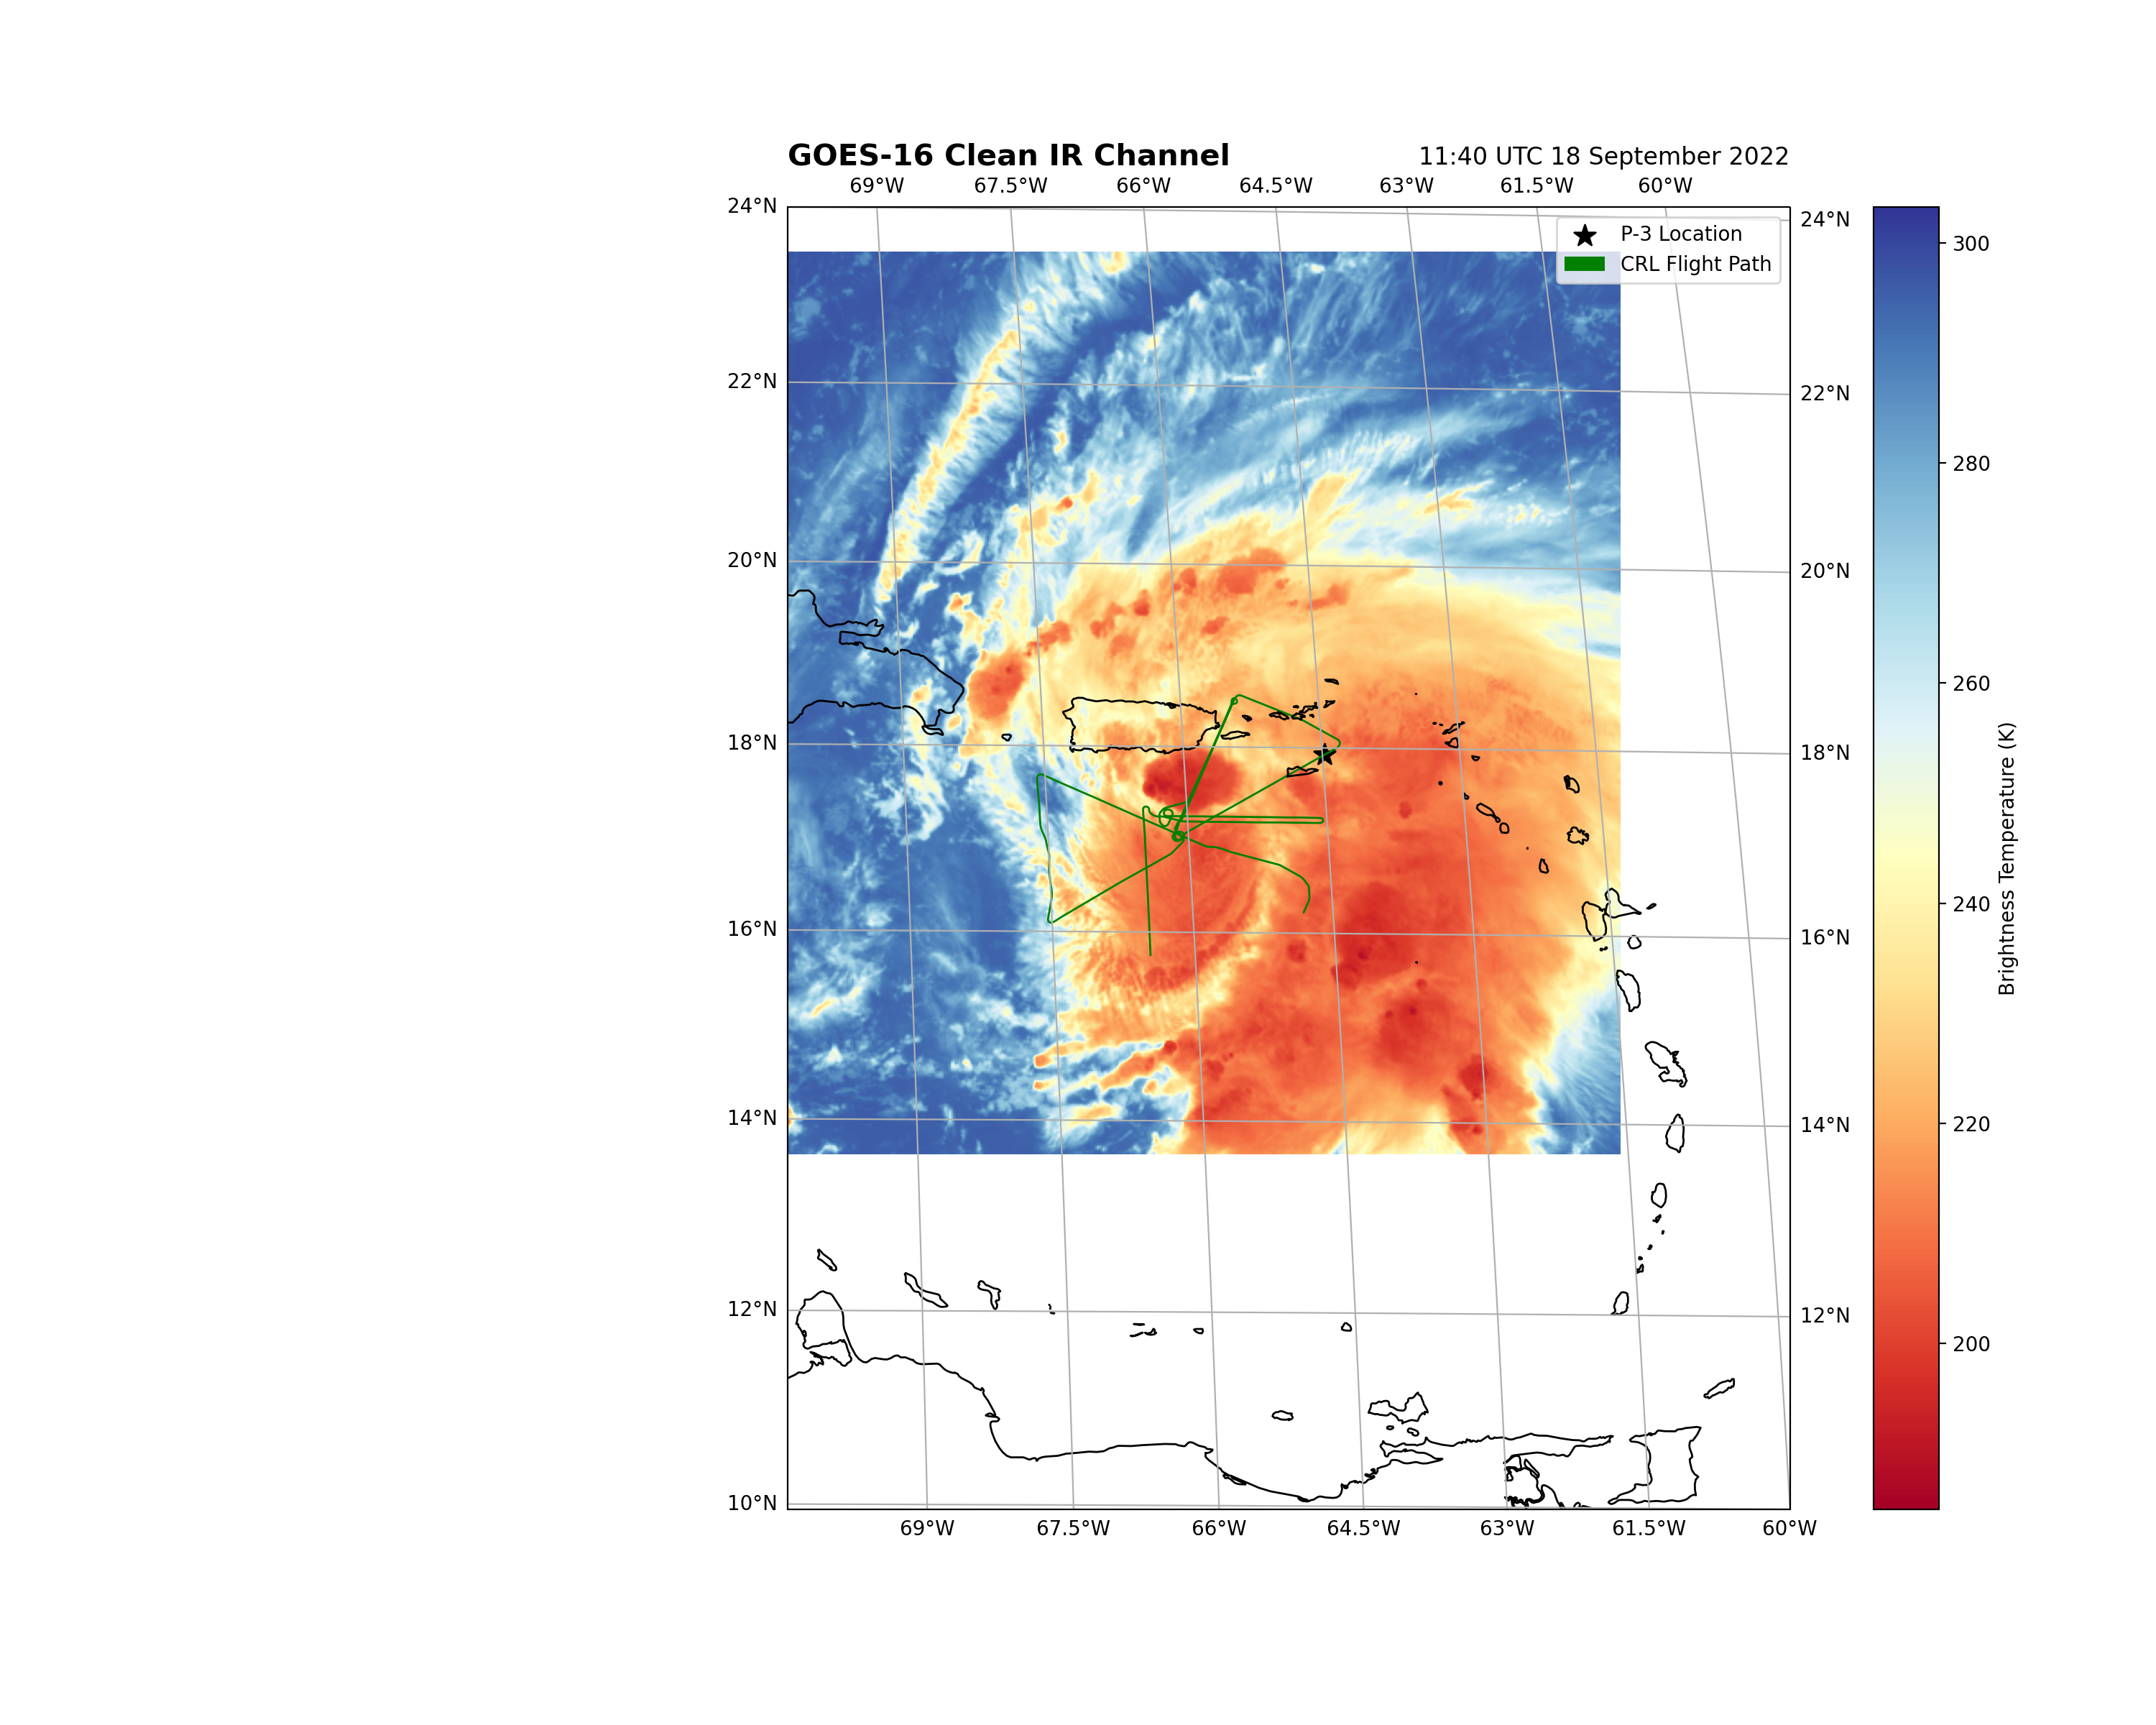 GOES-16 Clean IR Channel
11:40 UTC 18 September 2022
69°W 67.5°W 66°W 64.5°W 63°W 61.5°W 60°W
24°N
24°N
P-3 Location
CRL Flight Path
300
22°N
22°N
280
20°N
20°N
260
18°N
18°N
Brightness Temperature (K)
240
16°N
16°N
220
14°N
14°N
12°N
12°N
200
10°N
69°W 67.5°W 66°W 64.5°W 63°W 61.5°W 60°W